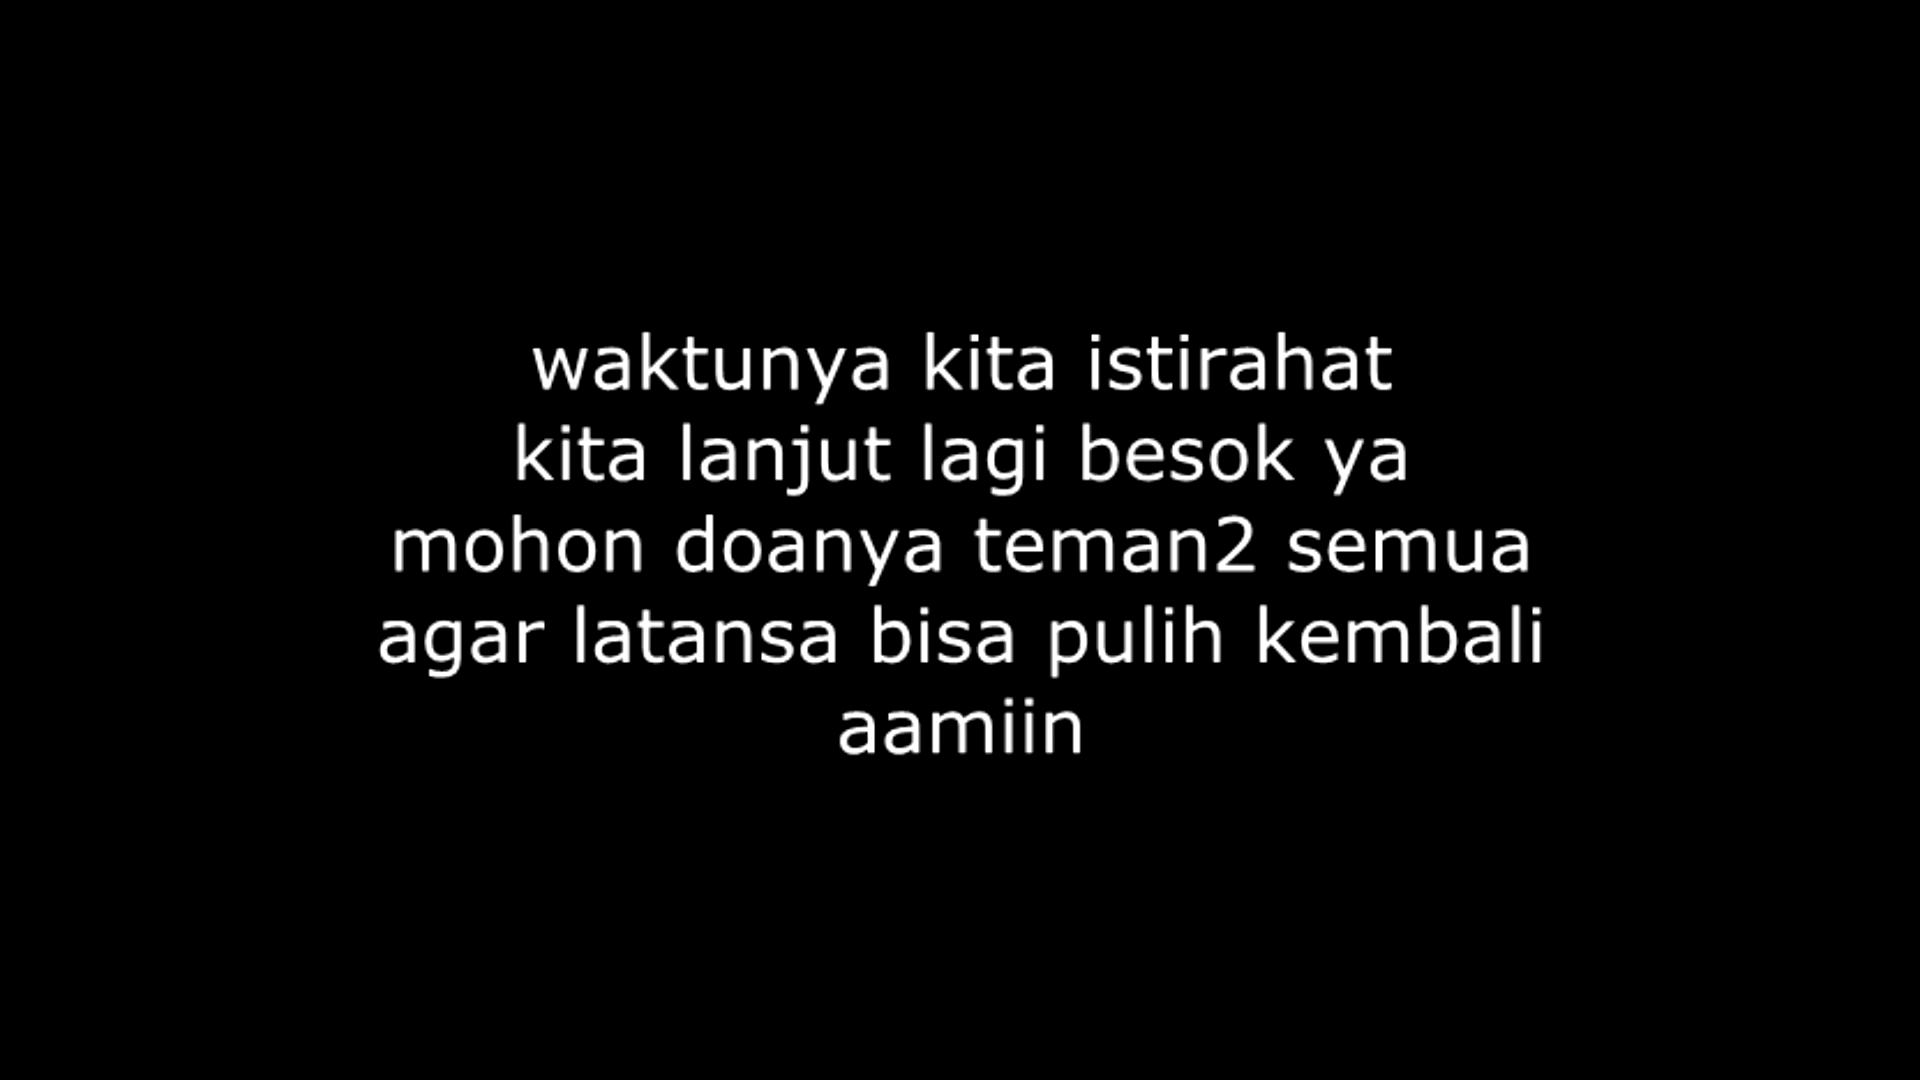 waktunya kita istirahat
kita lanjut lagi besok ya
mohon doanya teman2 semua
agar latansa bisa pulih kembali
aamiin